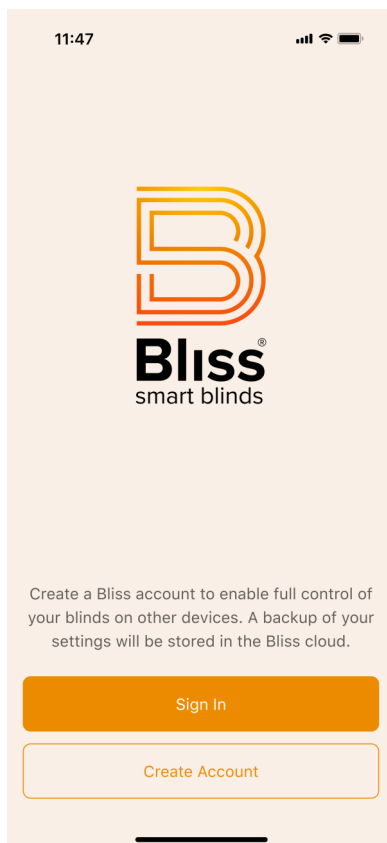 11:47
Bliss®
smart blinds
Create a Bliss account to enable full control of
your blinds on other devices. A backup of your
settings will be stored in the Bliss cloud.
Sign In
Create Account